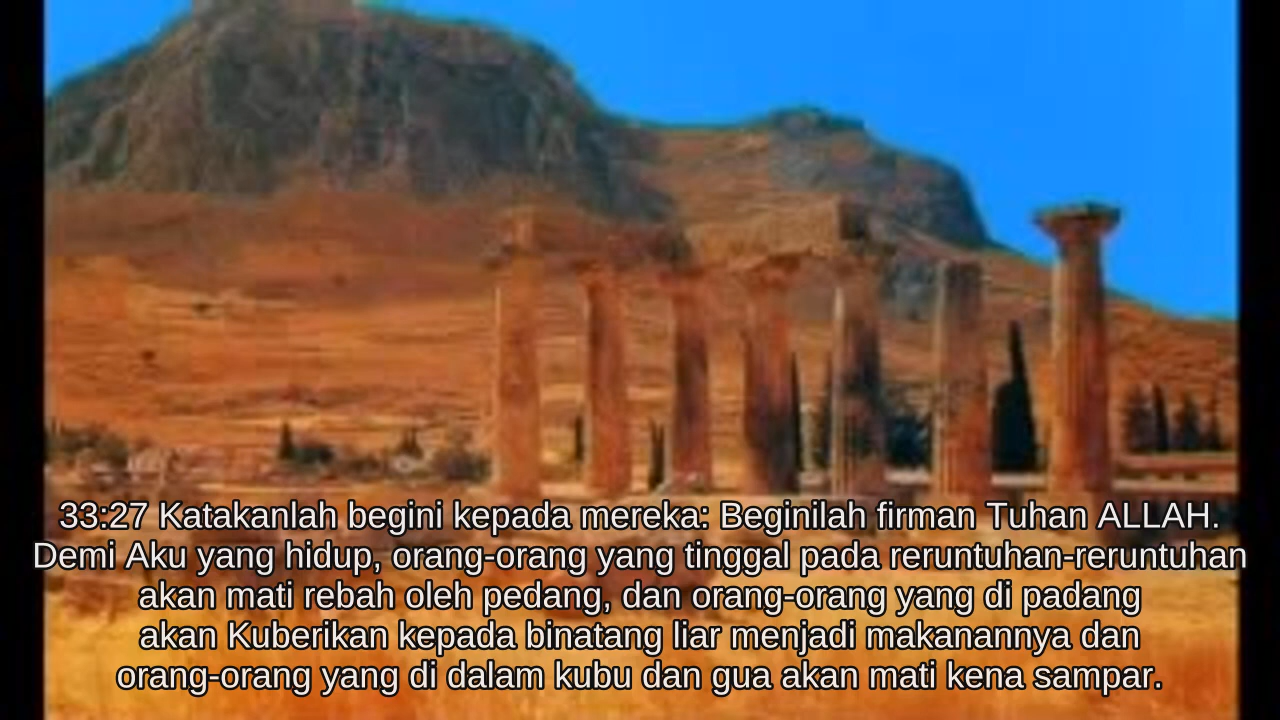 33:27 Katakanlah begini kepada mereka: Beginilah firman Tuhan ALLAH.
Demi Aku yang hidup, orang-orang yang tinggal pada reruntuhan-reruntuhan
akan mati rebah oleh pedang, dan orang-orang yang di padang
akan Kuberikan kepada binatang liar menjadi makanannya dan
orang-orang yang di dalam kubu dan gua akan mati kena sampar.